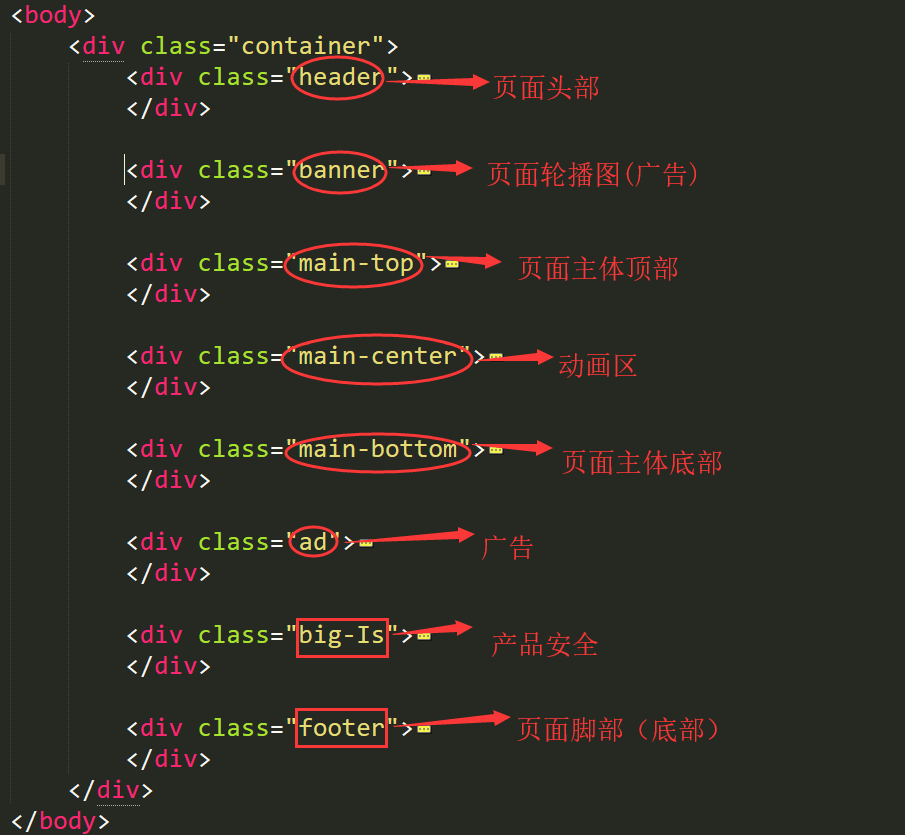 <body>
<div class="container">
<div class="header"> 页面头部
</div>
<div class="banner"> 页面轮播图(广告)
</div>
<div class="main-top"> 页面主体顶部
</div>
<div class="main-center"> 动画区
</div>
<div class="main-bottom"> 页面主体底部
</div>
<div class="ad"> 广告
</div>
<div class="big-Is"> 产品安全
</div>
<div class="footer"> 页面脚部（底部）
</div>
</div>
</body>